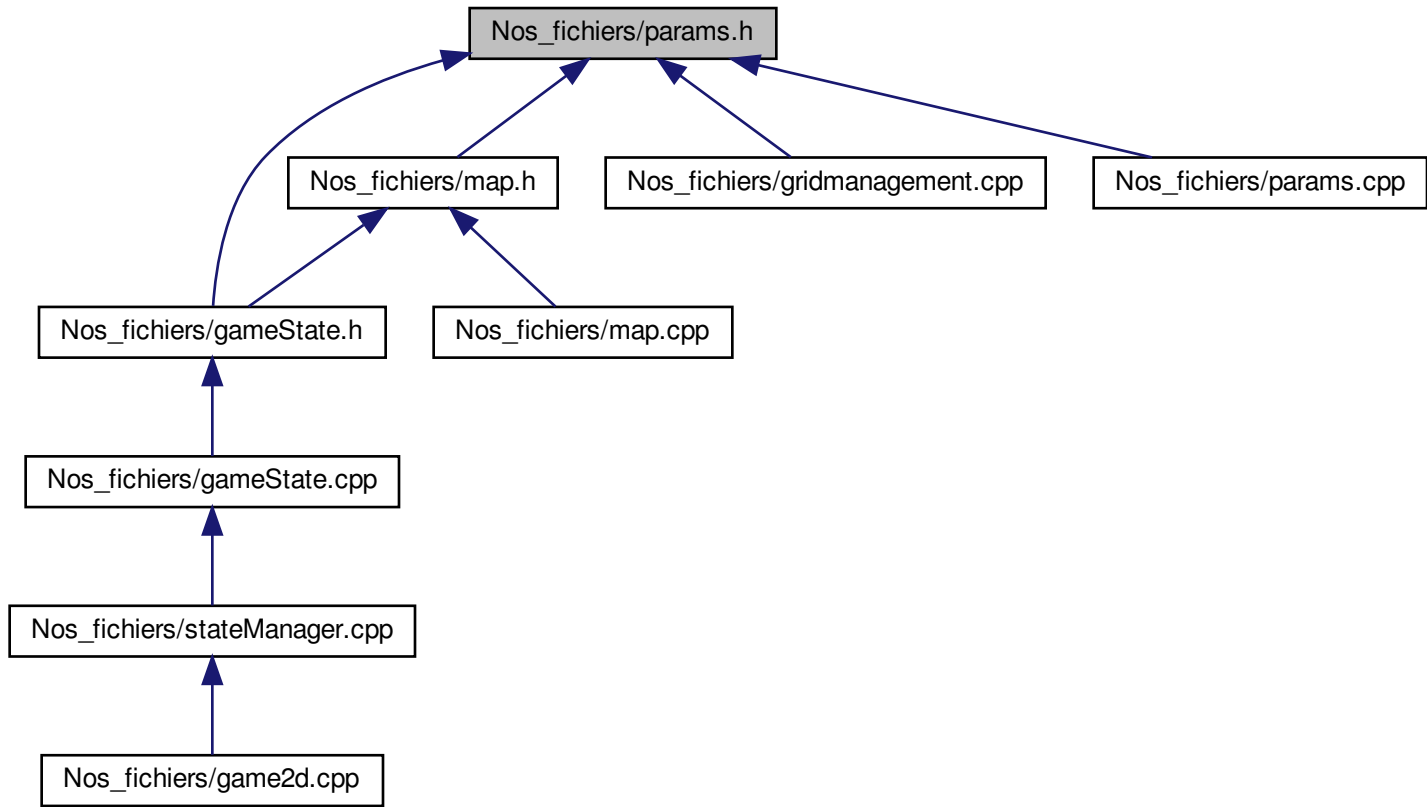 Nos_fichiers/params.h
Nos_fichiers/map.h
Nos_fichiers/gridmanagement.cpp
Nos_fichiers/params.cpp
Nos_fichiers/gameState.h
Nos_fichiers/map.cpp
Nos_fichiers/gameState.cpp
Nos_fichiers/stateManager.cpp
Nos_fichiers/game2d.cpp